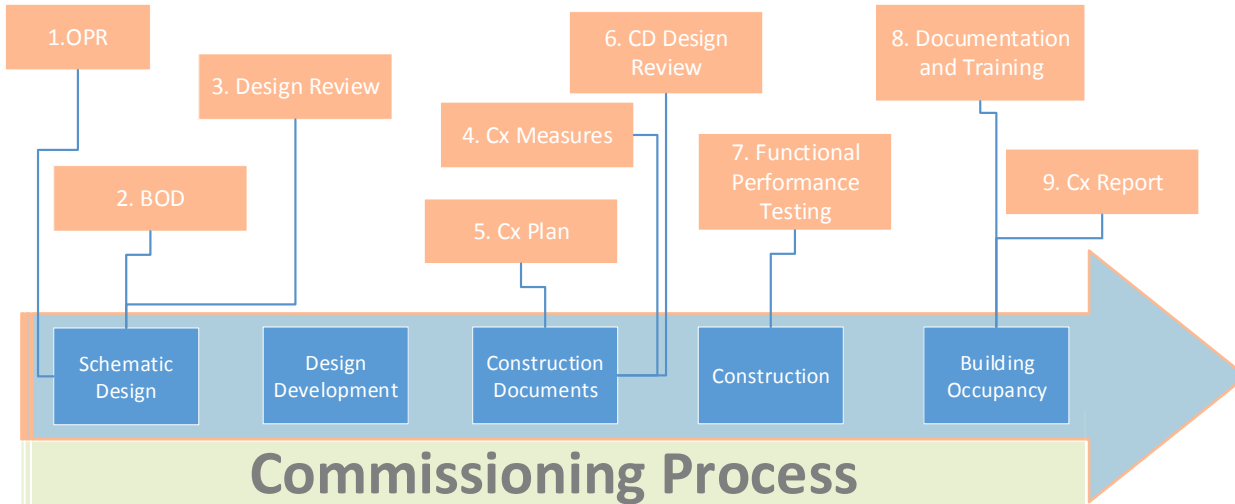 1.OPR
2. BOD
3. Design Review
4. Cx Measures
5. Cx Plan
6. CD Design
Review
7. Functional
Performance
Testing
8. Documentation
and Training
9. Cx Report
Schematic
Design
Design
Development
Construction
Documents
Construction
Building
Occupancy
Commissioning Process